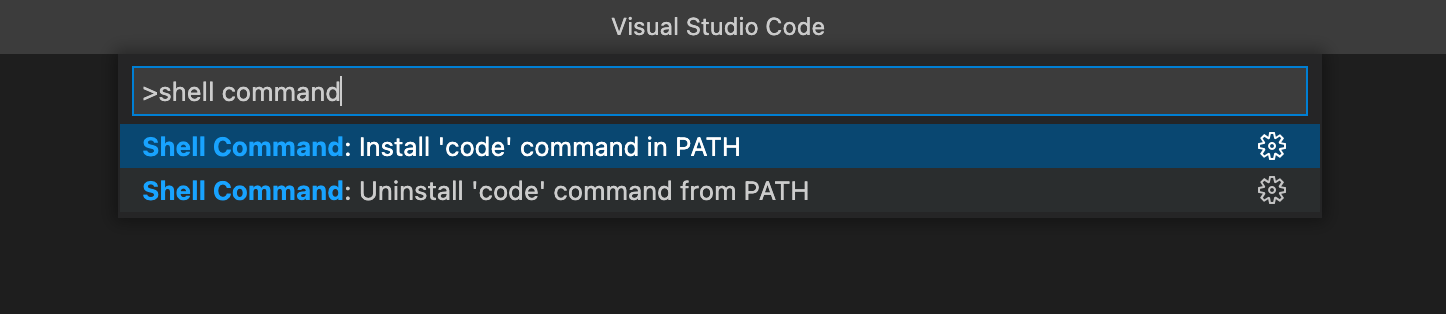 Visual Studio Code
>shell command
Shell Command: Install 'code' command in PATH
Shell Command: Uninstall 'code' command from PATH